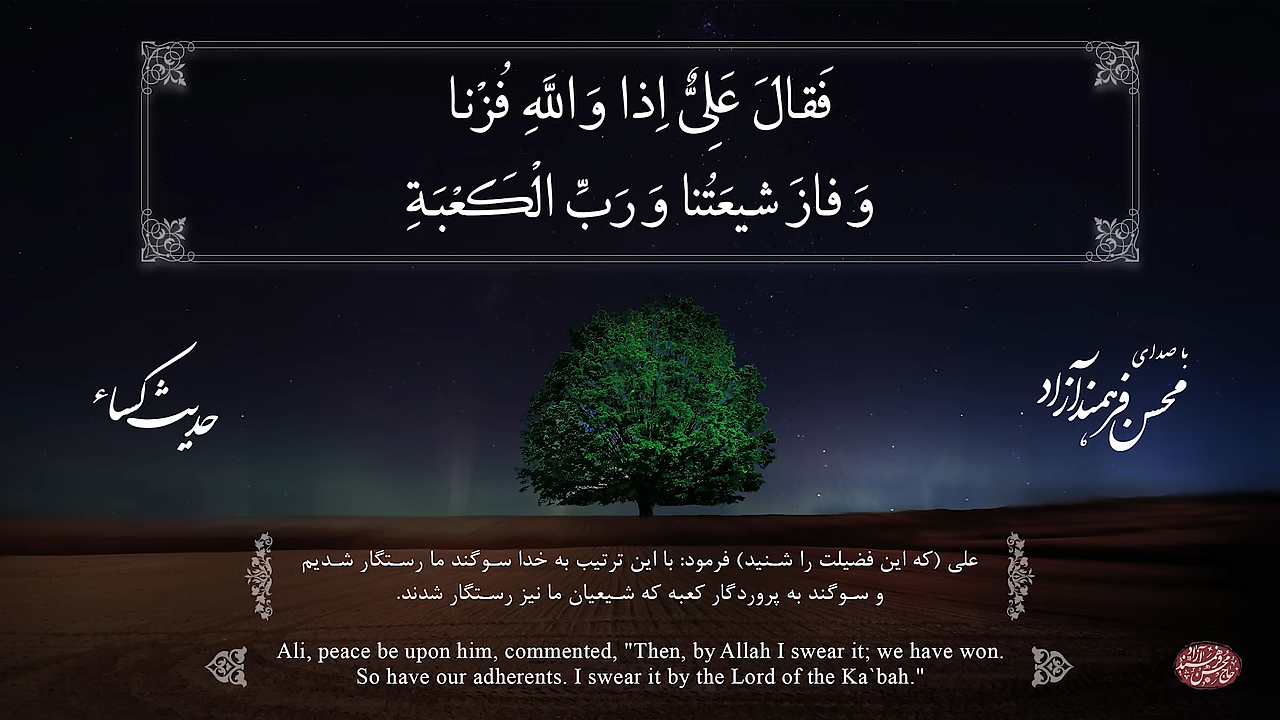 فَقالَ عَلِىٌّ اِذا وَاللَّهِ فُزْنا
وَ فازَ شیعَتُنا وَ رَبِّ الْکَعْبَةِ
با صدای
محسن فرهمند آزاد
حدیث کساء
علی (که این فضیلت را شنید) فرمود: با این ترتیب به خدا سوگند ما رستگار شدیم
و سوگند به پروردگار کعبه که شیعیان ما نیز رستگار شدند.
Ali, peace be upon him, commented, "Then, by Allah I swear it; we have won.
So have our adherents. I swear it by the Lord of the Ka`bah."